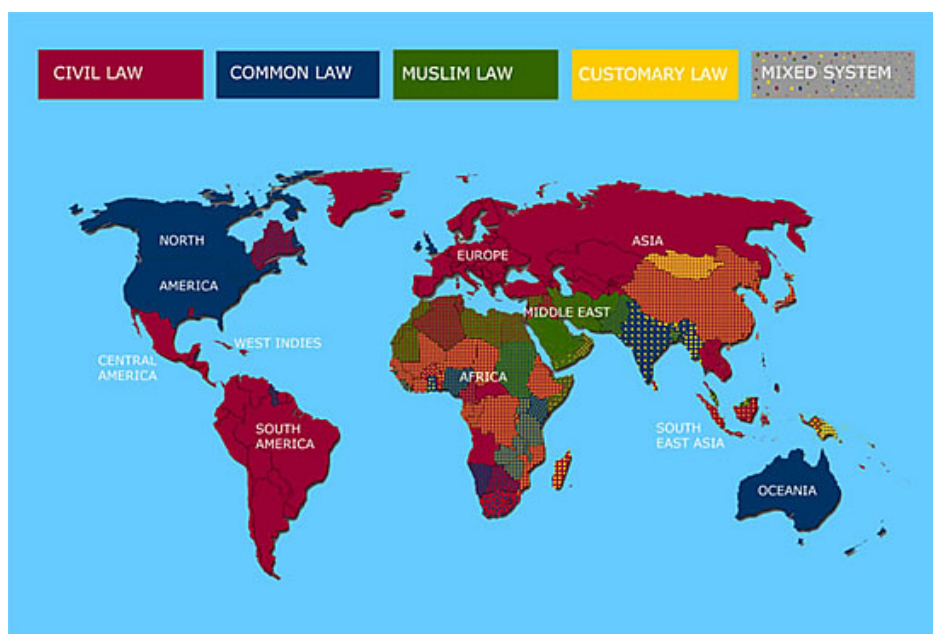 CIVIL LAW
COMMON LAW
MUSLIM LAW
CUSTOMARY LAW
MIXED SYSTEM
NORTH
AMERICA
EUROPE
ASIA
MIDDLE EAST
WEST INDIES
CENTRAL
AMERICA
AFRICA
SOUTH
AMERICA
SOUTH
EAST ASIA
OCEANIA